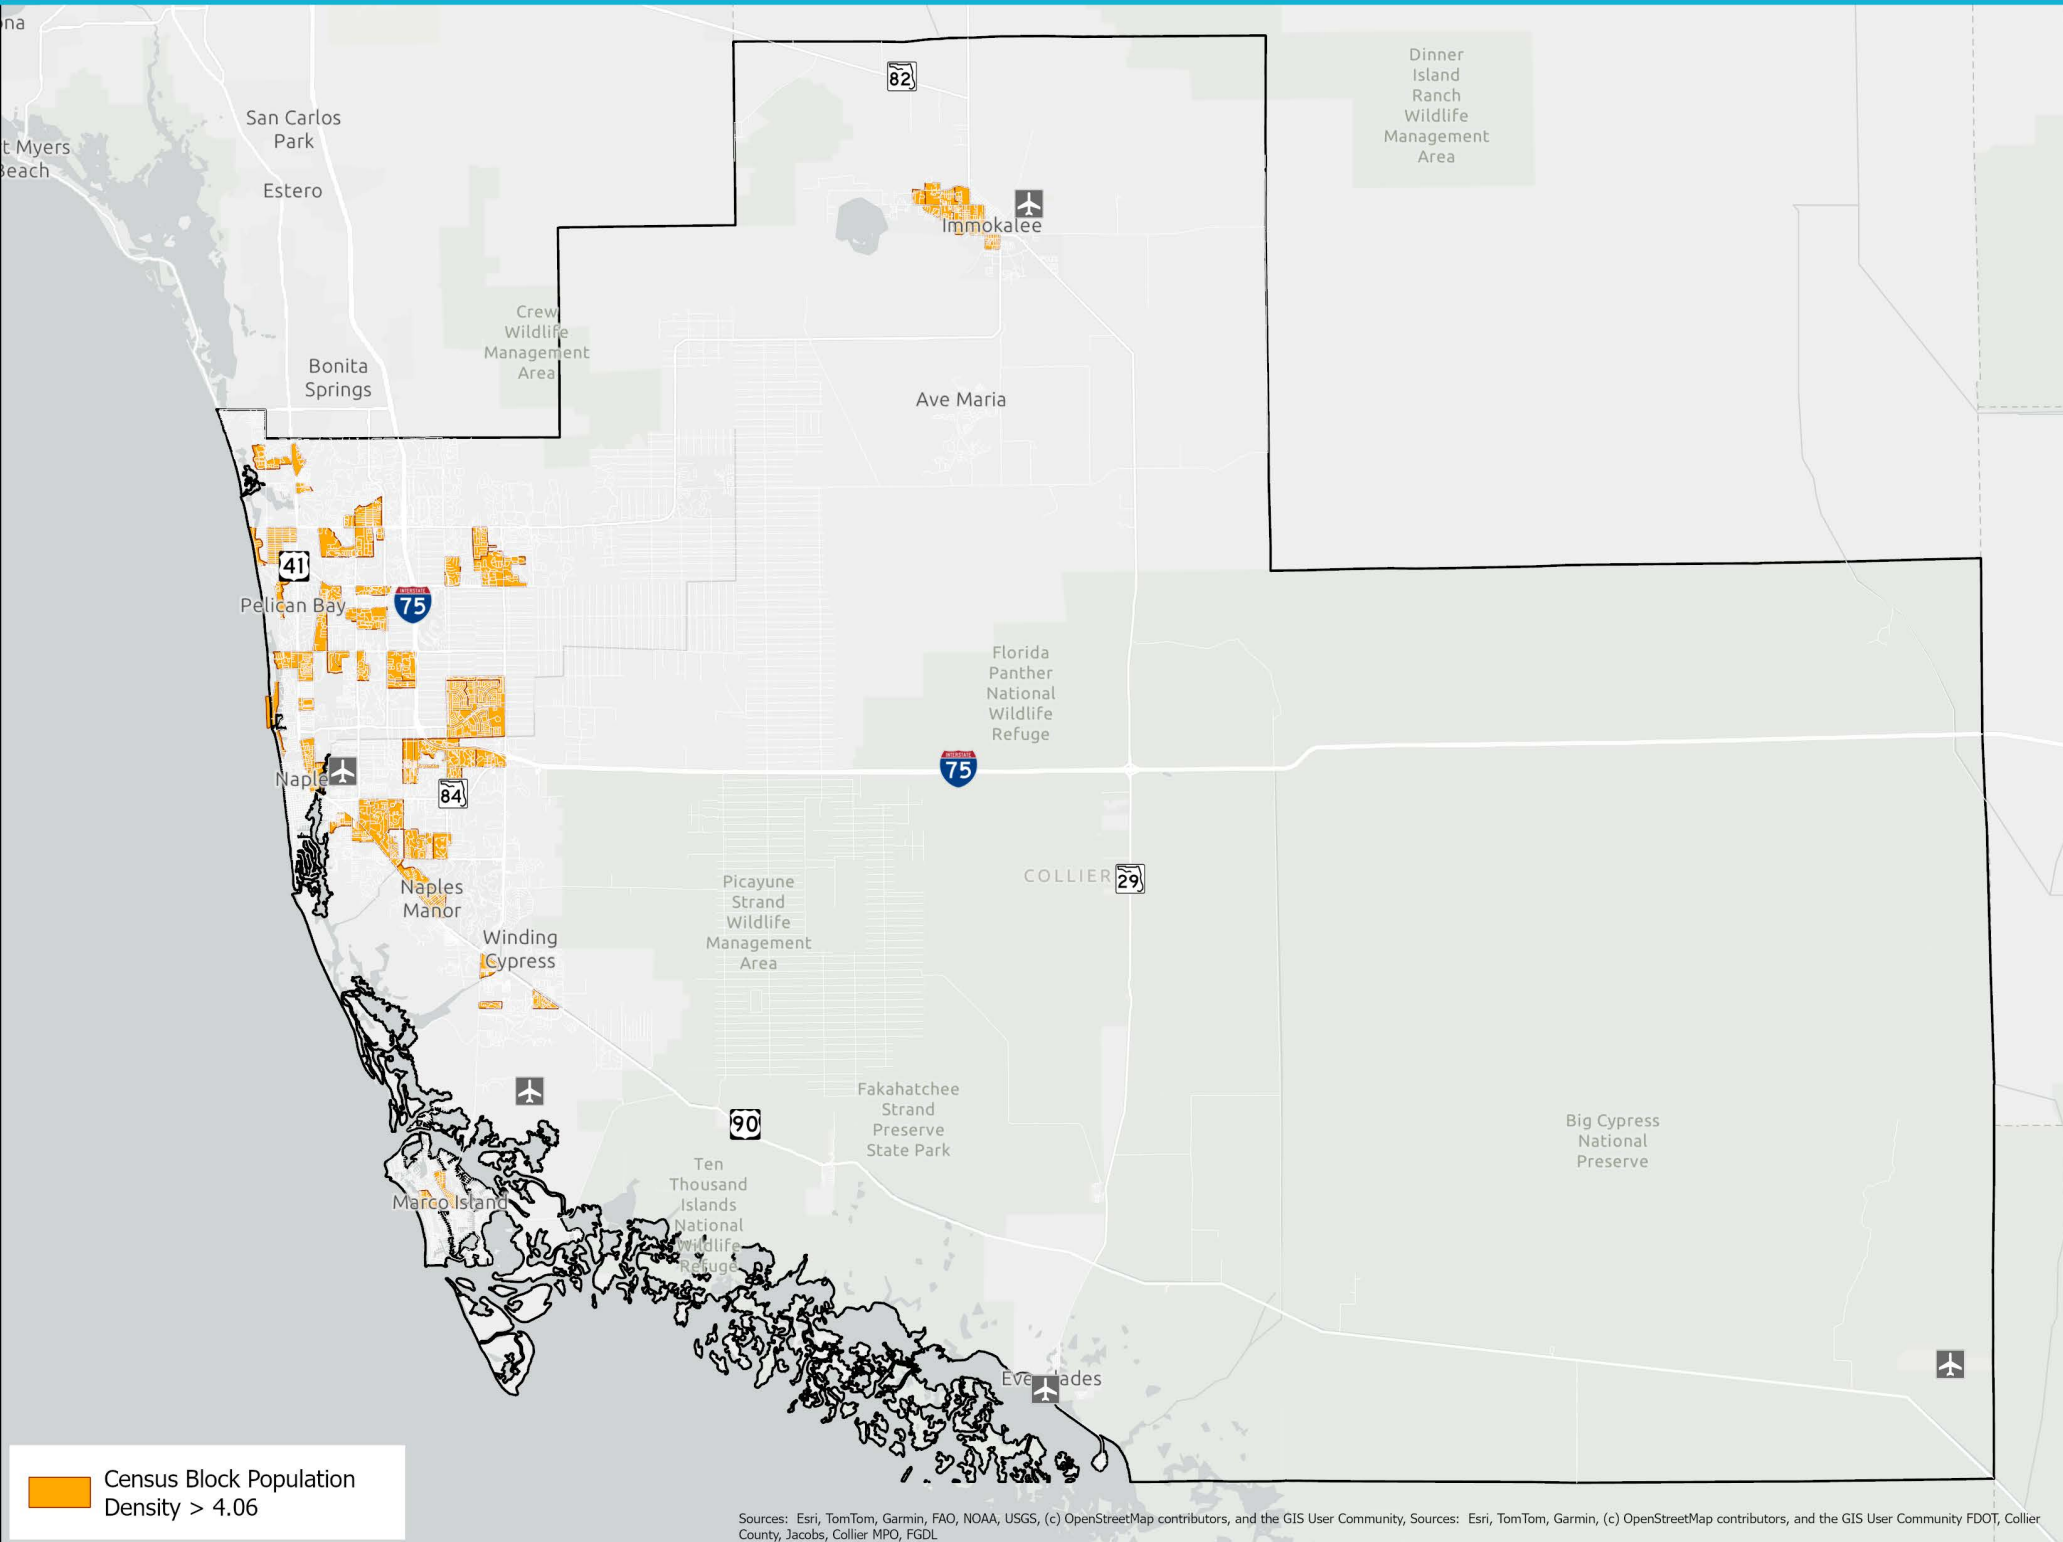 na
82
Dinner
Island
Ranch
Wildlife
Management
Area
San Carlos
Park
t Myers
Beach
Estero
Immokalee
Crew
Wildlife
Management
Area
Bonita
Springs
Ave Maria
41
Pelican Bay
INTERSTATE
75
Florida
Panther
National
Wildlife
Refuge
INTERSTATE
75
Naple
84
COLLIER
29
Naples
Manor
Picayune
Strand
Wildlife
Management
Area
Winding
Cypress
Fakahatchee
Strand
Preserve
State Park
90
Big Cypress
National
Preserve
Ten
Thousand
Islands
National
Wildlife
Refuge
Marco Island
Eve ades
Census Block Population
Density > 4.06
Sources: Esri, TomTom, Garmin, FAO, NOAA, USGS, (c) OpenStreetMap contributors, and the GIS User Community, Sources: Esri, TomTom, Garmin, (c) OpenStreetMap contributors, and the GIS User Community FDOT, Collier
County, Jacobs, Collier MPO, FGDL